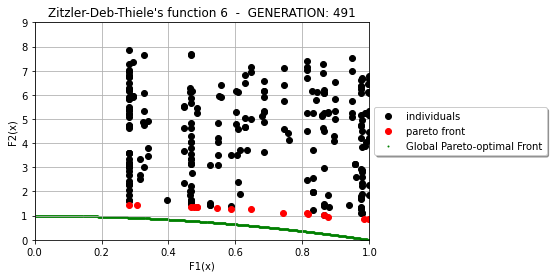 Zitzler-Deb-Thiele's function 6 - GENERATION: 491
9
8
7
6
5
4
3
2
1
0
F2(x)
0.0 0.2 0.4 0.6 0.8 1.0
F1(x)
individuals
pareto front
Global Pareto-optimal Front